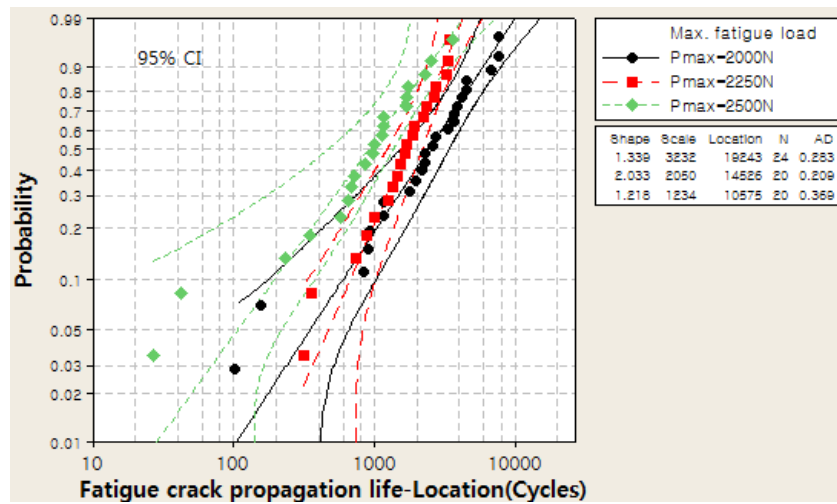 95% CI
Probability
0.99
0.9
0.8
0.7
0.6
0.5
0.4
0.3
0.2
0.1
0.05
0.03
0.02
0.01
10
100
1000
10000
Fatigue crack propagation life-Location(Cycles)
Max. fatigue load
Pmax-2000N
Pmax-2250N
Pmax-2500N
Shape Scale Location N AD
1.339 3232 19243 24 0.283
2.033 2050 14526 20 0.209
1.218 1234 10575 20 0.369